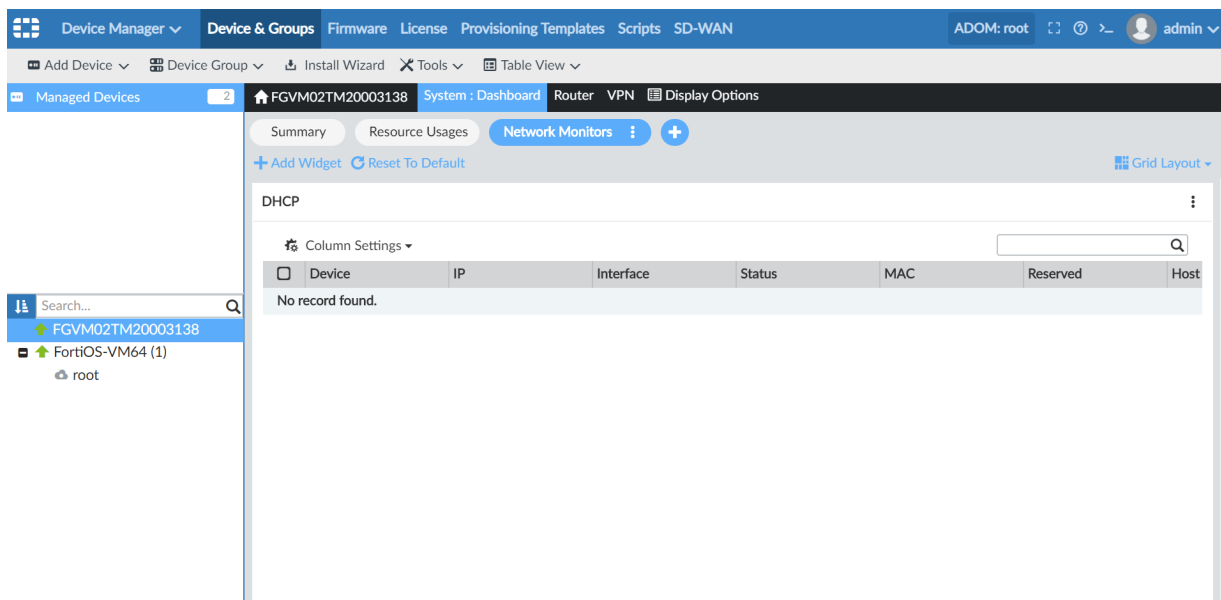 Device Manager Device & Groups Firmware License Provisioning Templates Scripts SD-WAN ADOM: root admin
Add Device Device Group Install Wizard Tools Table View
Managed Devices 2
FGVM02TM20003138 System : Dashboard Router VPN Display Options
Summary Resource Usages Network Monitors
Add Widget Reset To Default Grid Layout
DHCP
Column Settings
Device IP Interface Status MAC Reserved Host
No record found.
Search...
FGVM02TM20003138
FortiOS-VM64 (1)
root